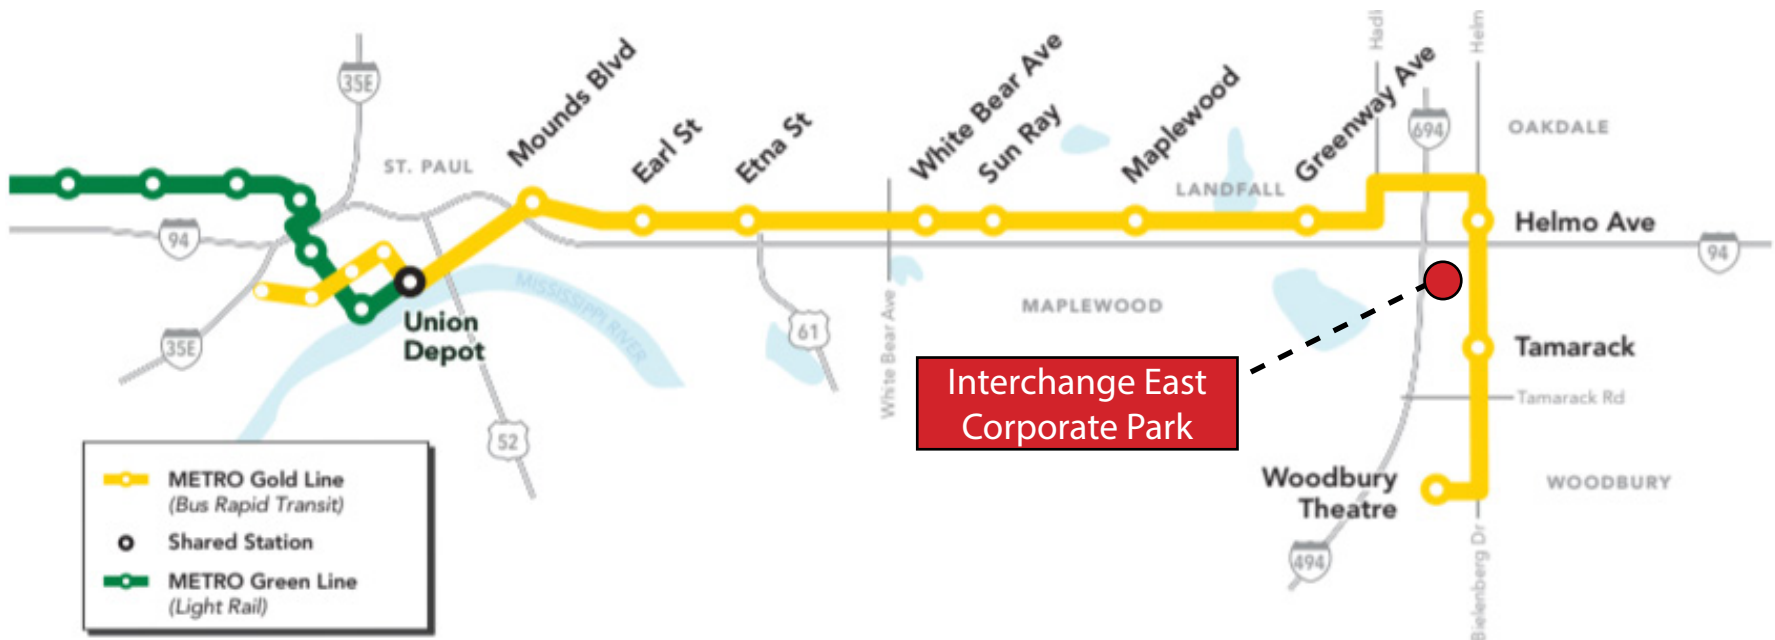 35E
Mounds Blvd
Earl St
Etna St
White Bear Ave
Sun Ray
Maplewood
Greenway Ave
Hadl
Helm
694
OAKDALE
ST. PAUL
LANDFALL
94
Helmo Ave
94
MISSISSIPPI RIVER
MAPLEWOOD
Union
Depot
35E
61
White Bear Ave
Interchange East
Corporate Park
Tamarack
Tamarack Rd
52
Woodbury
Theatre
WOODBURY
494
Bielenberg Dr
METRO Gold Line
(Bus Rapid Transit)
Shared Station
METRO Green Line
(Light Rail)